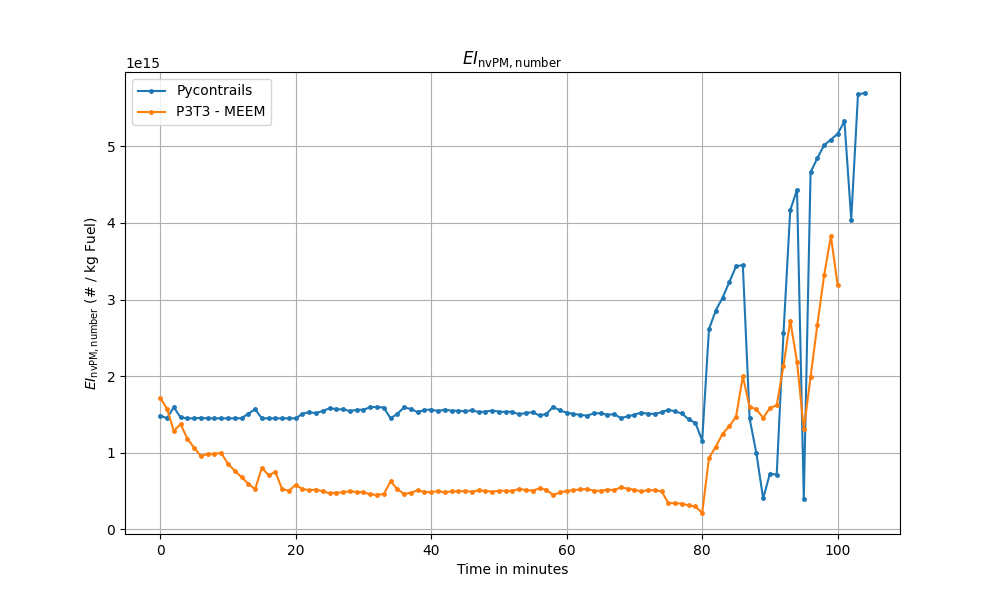 EI_nvPM, number
1e15
Pycontrails
P3T3 - MEEM
EI_nvPM, number (# / kg Fuel)
5
4
3
2
1
0
0 20 40 60 80 100
Time in minutes